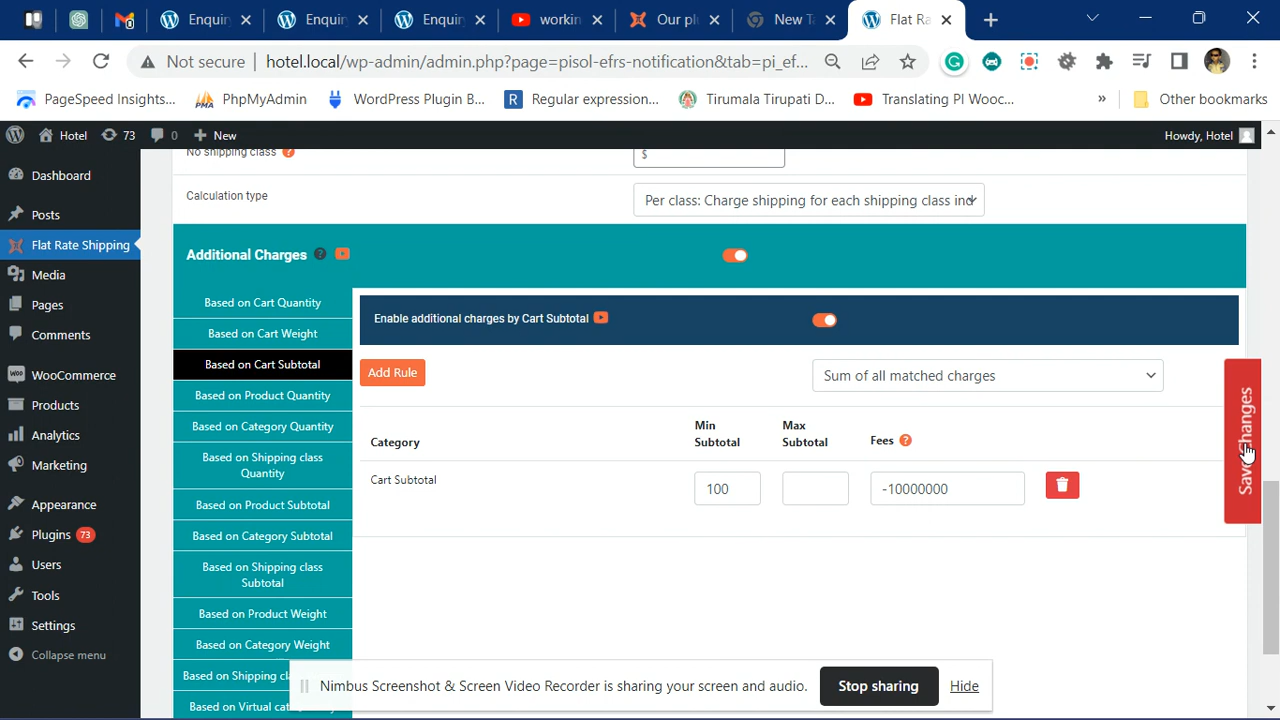 Enquir
Enquir
Enquir
workin
Our pl
New Ta
Flat Ra
Not secure
hotel.local/wp-admin/admin.php?page=pisol-efrs-notification&tab=pi_ef...
PageSpeed Insights...
PhpMyAdmin
WordPress Plugin B...
Regular expression...
Tirumala Tirupati D...
Translating PI Wooc...
»
Other bookmarks
Hotel
73
0
New
Howdy, Hotel
Dashboard
Posts
Flat Rate Shipping
Media
Pages
Comments
WooCommerce
Products
Analytics
Marketing
Appearance
Plugins 73
Users
Tools
Settings
Collapse menu
No shipping class ?
$
Calculation type
Per class: Charge shipping for each shipping class ind
Additional Charges ?
Based on Cart Quantity
Based on Cart Weight
Based on Cart Subtotal
Based on Product Quantity
Based on Category Quantity
Based on Shipping class
Quantity
Based on Product Subtotal
Based on Category Subtotal
Based on Shipping class
Subtotal
Based on Product Weight
Based on Category Weight
Based on Shipping cl
Based on Virtual cat
Enable additional charges by Cart Subtotal
Add Rule
Sum of all matched charges
Category
Min
Subtotal
Max
Subtotal
Fees ?
Cart Subtotal
100
-10000000
Save Changes
Nimbus Screenshot & Screen Video Recorder is sharing your screen and audio.
Stop sharing
Hide